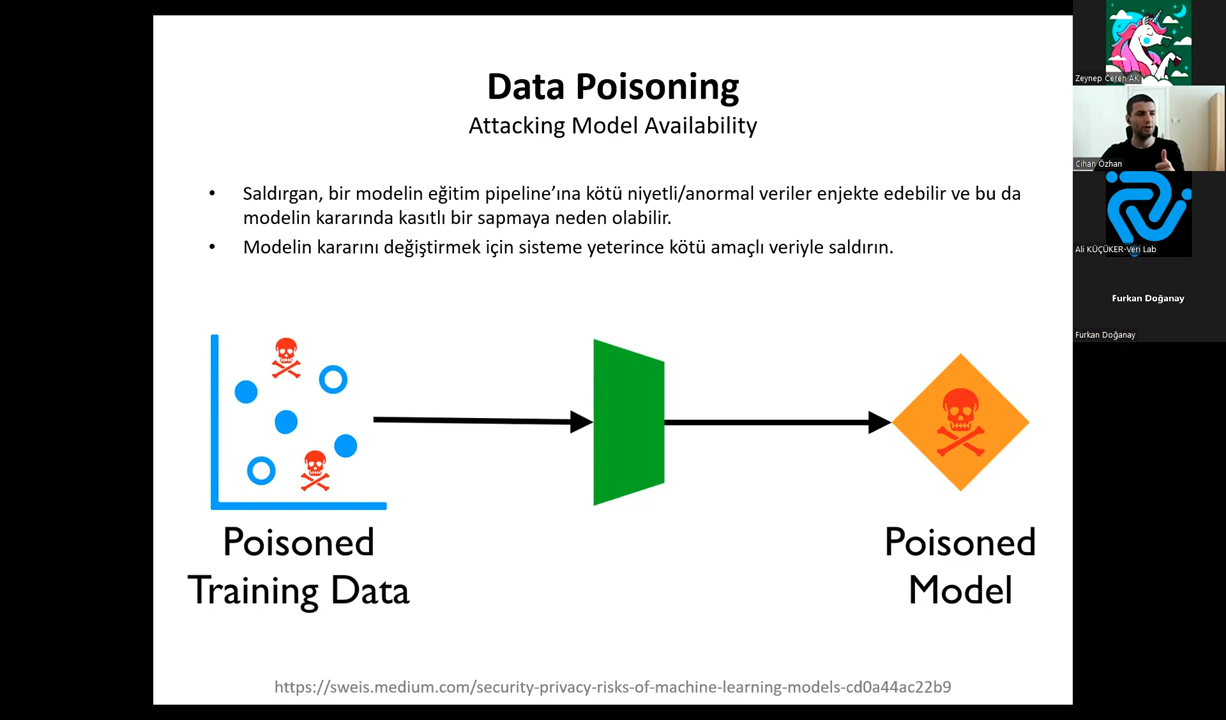 Data Poisoning
Attacking Model Availability
• Saldırgan, bir modelin eğitim pipeline’ına kötü niyetli/anormal veriler enjekte edebilir ve bu da
modelin kararında kasıtlı bir sapmaya neden olabilir.
• Modelin kararını değiştirmek için sisteme yeterince kötü amaçlı veriyle saldırın.
Poisoned
Training Data
Poisoned
Model
https://sweis.medium.com/security-privacy-risks-of-machine-learning-models-cd0a44ac22b9
Zeynep Ceren AK
Cihan Özhan
Ali KÜÇÜKER-Veri Lab
Furkan Doğanay
Furkan Doğanay